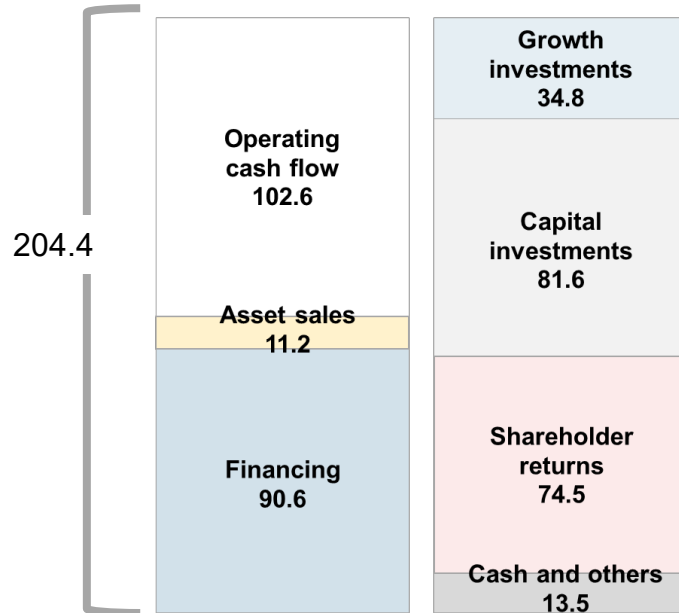 204.4
Operating
cash flow
102.6
Asset sales
11.2
Financing
90.6
Growth
investments
34.8
Capital
investments
81.6
Shareholder
returns
74.5
Cash and others
13.5